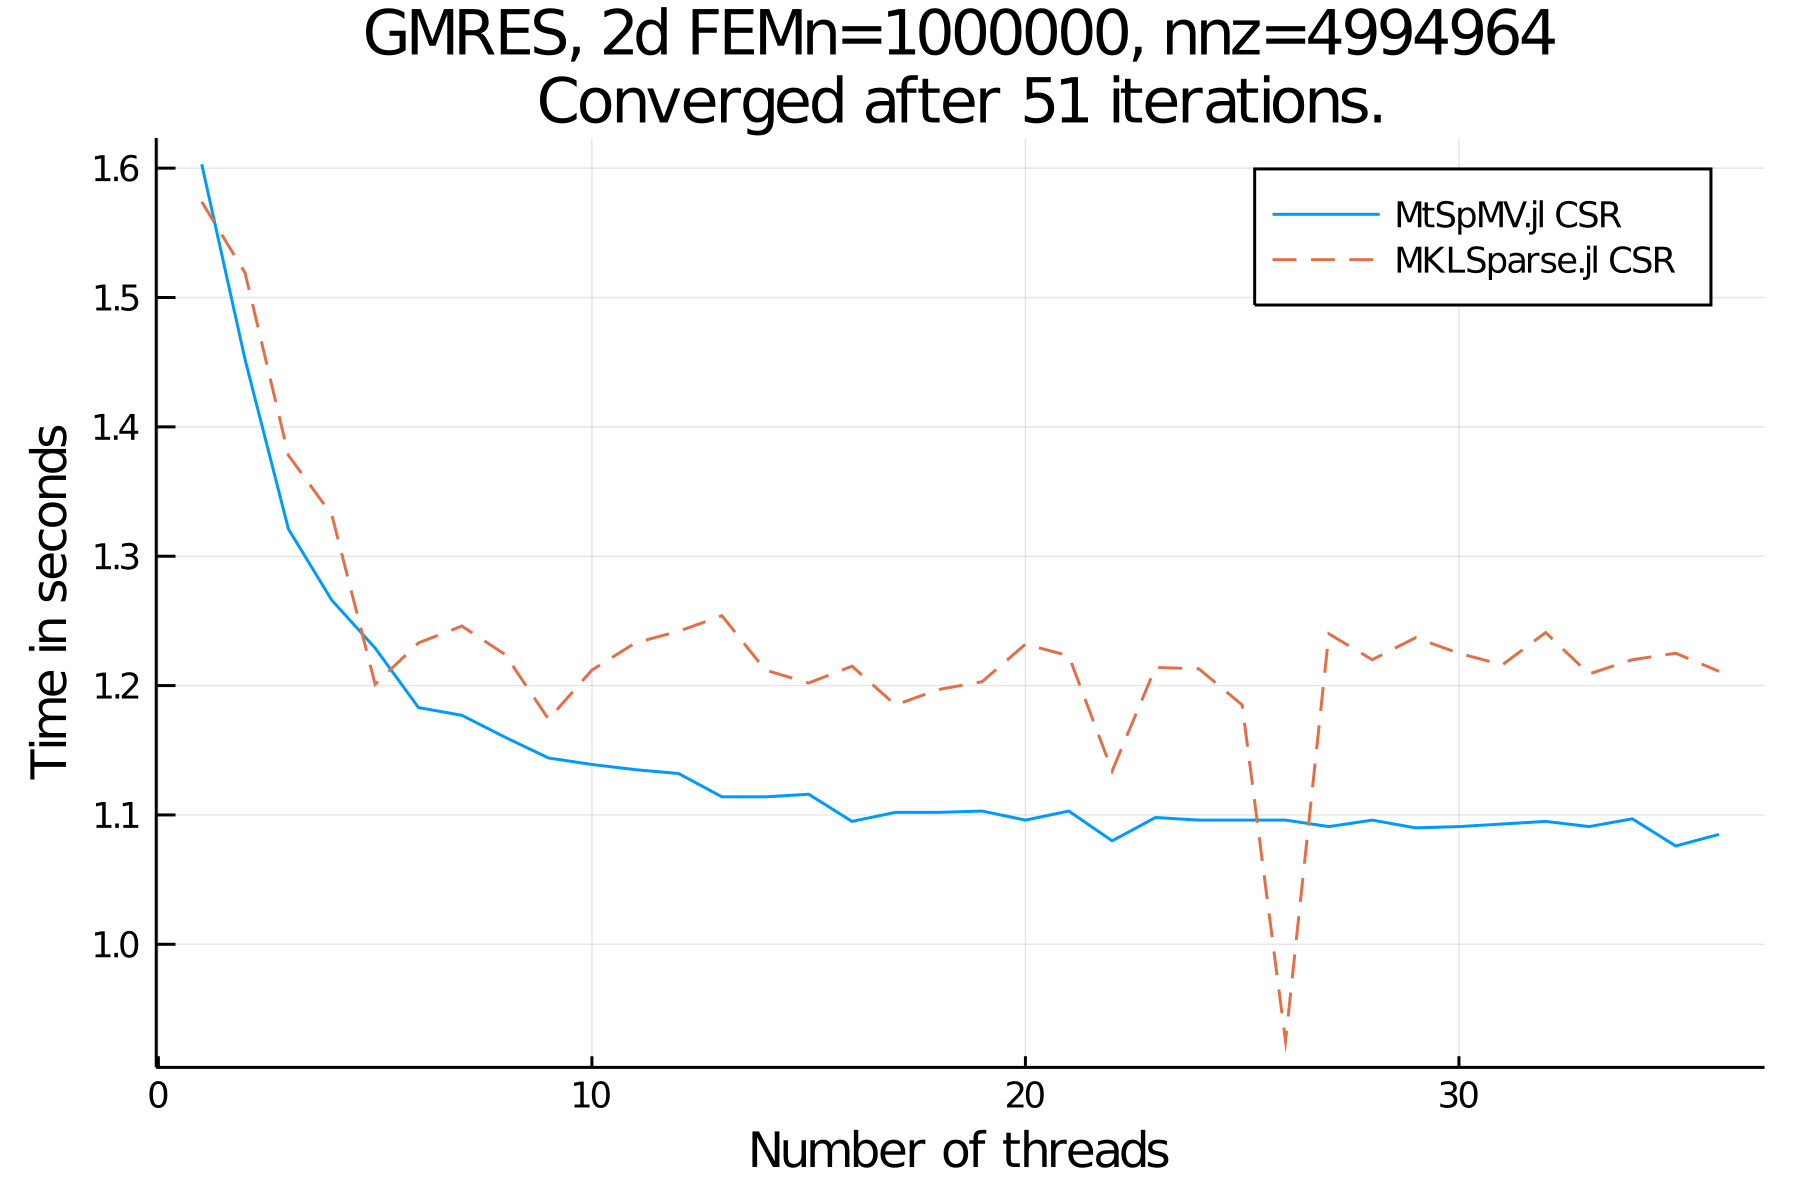 GMRES, 2d FEMn=1000000, nnz=4994964
Converged after 51 iterations.
MtSpMV.jl CSR
MKLSparse.jl CSR
Time in seconds
1.6
1.5
1.4
1.3
1.2
1.1
1.0
0 10 20 30
Number of threads